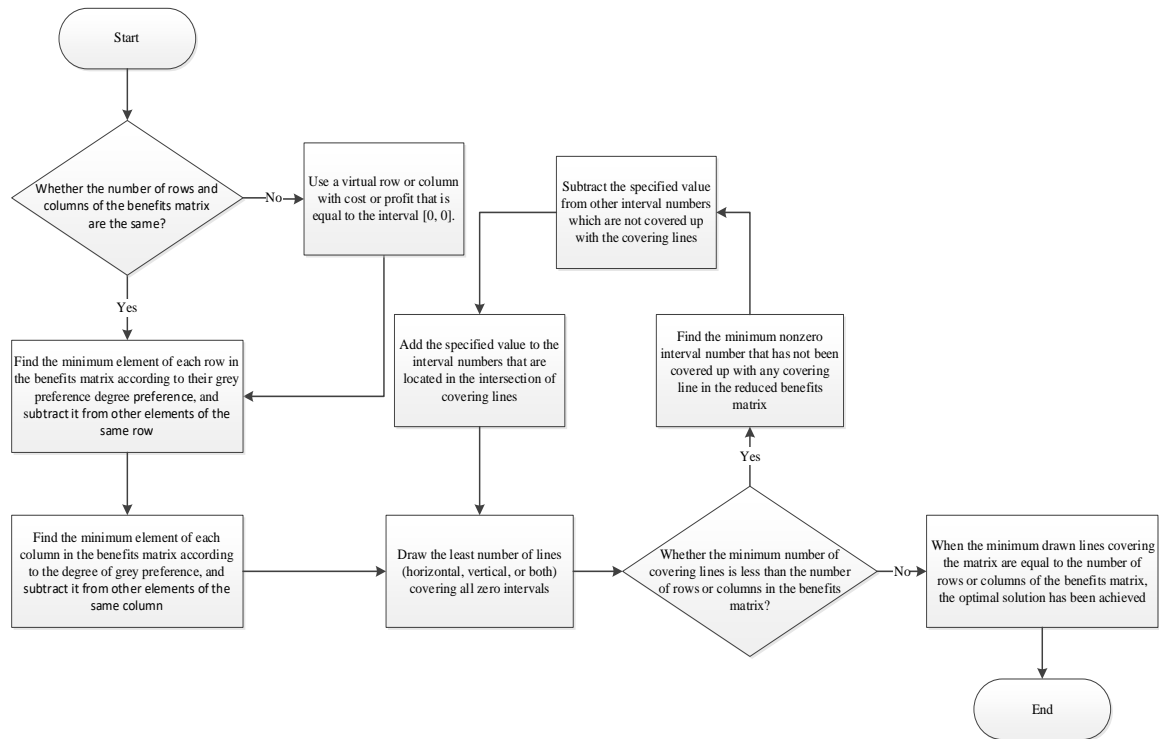 Start
Whether the number of rows and
columns of the benefits matrix
are the same?
No
Use a virtual row or column
with cost or profit that is
equal to the interval [0, 0].
Yes
Find the minimum element of each row in
the benefits matrix according to their grey
preference degree preference, and
subtract it from other elements of the
same row
Find the minimum element of each
column in the benefits matrix according
to the degree of grey preference, and
subtract it from other elements of the
same column
Draw the least number of lines
(horizontal, vertical, or both)
covering all zero intervals
Whether the minimum number of
covering lines is less than the number
of rows or columns in the benefits
matrix?
Yes
Find the minimum nonzero
interval number that has not been
covered up with any covering
line in the reduced benefits
matrix
Subtract the specified value
from other interval numbers
which are not covered up
with the covering lines
Add the specified value to the
interval numbers that are
located in the intersection of
covering lines
No
When the minimum drawn lines covering
the matrix are equal to the number of
rows or columns of the benefits matrix,
the optimal solution has been achieved
End